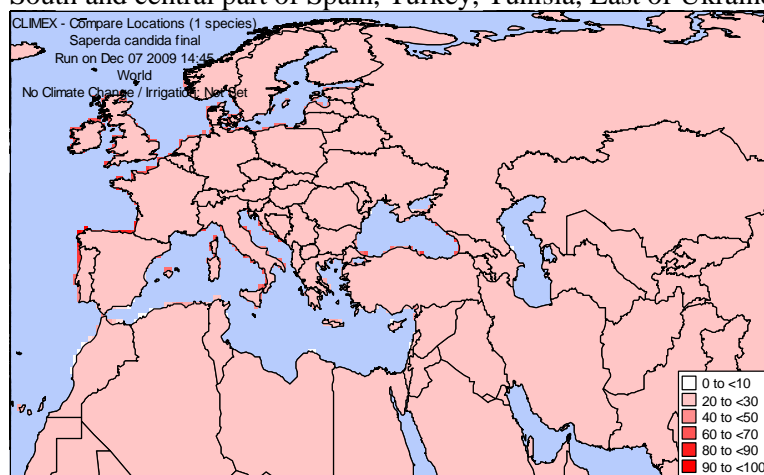 South and central part of Spain, Turkey, Tunisia, East of Ukraine
CLIMEX - Compare Locations (1 species)
Saperda candida final
Run on Dec 07 2009 14:45
World
No Climate Change / Irrigation: Not Set
0 to <10
20 to <30
40 to <50
60 to <70
80 to <90
90 to <100